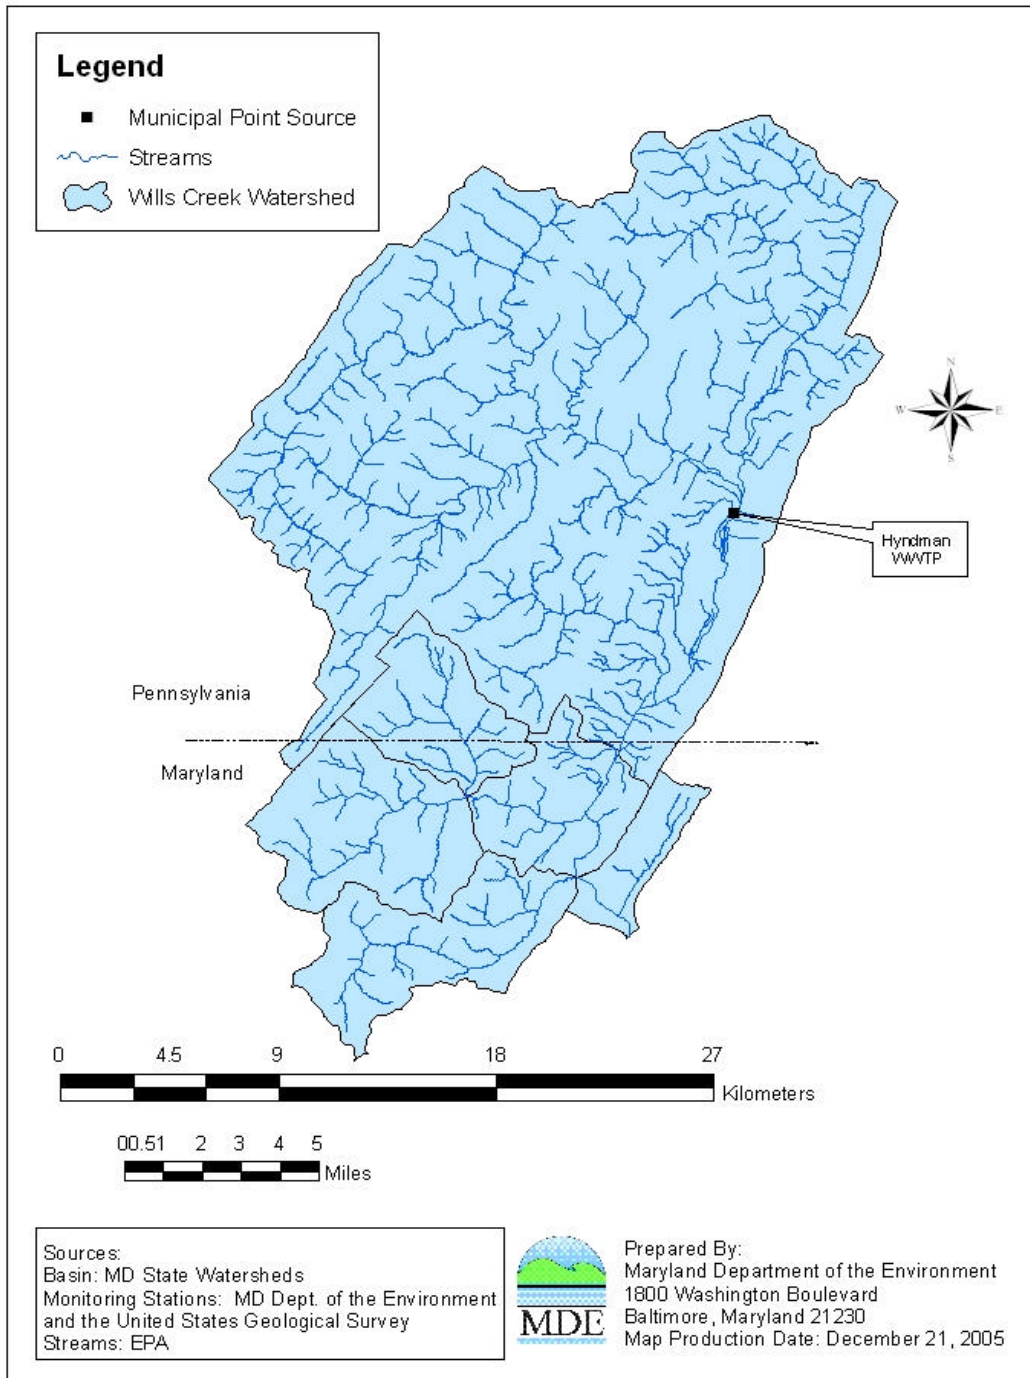 Legend
Municipal Point Source
Streams
Wills Creek Watershed
N
W
E
S
Hyndman
WWTP
Pennsylvania
Maryland
0 4.5 9 18 27
Kilometers
00.51 2 3 4 5
Miles
Sources:
Basin: MD State Watersheds
Monitoring Stations: MD Dept. of the Environment
and the United States Geological Survey
Streams: EPA
MDE
Prepared By:
Maryland Department of the Environment
1800 Washington Boulevard
Baltimore, Maryland 21230
Map Production Date: December 21, 2005